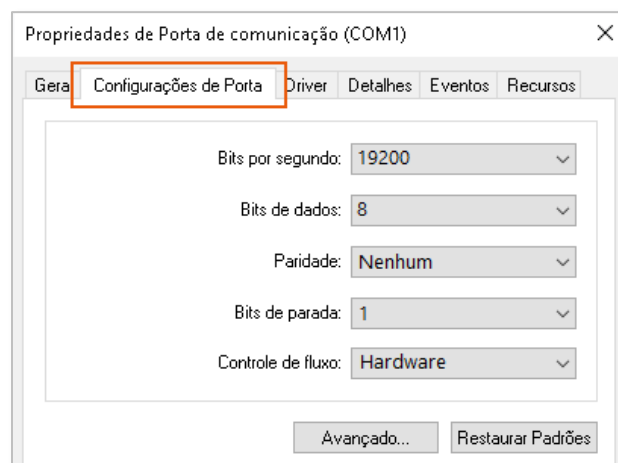 Propriedades de Porta de comunicação (COM1)
Gera Configurações de Porta Driver Detalhes Eventos Recursos
Bits por segundo: 19200
Bits de dados: 8
Paridade: Nenhum
Bits de parada: 1
Controle de fluxo: Hardware
Avançado... Restaurar Padrões